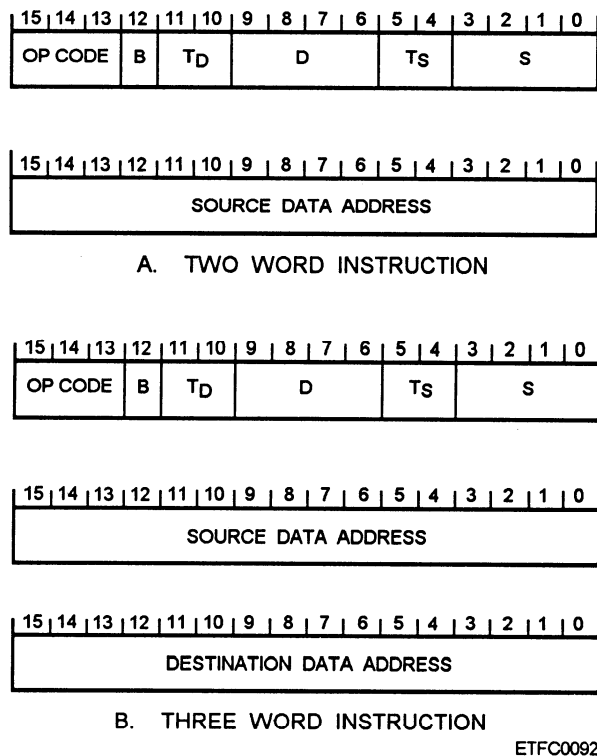 15 14 13 12 11 10 9 8 7 6 5 4 3 2 1 0
OP CODE B TD D TS S
15 14 13 12 11 10 9 8 7 6 5 4 3 2 1 0
SOURCE DATA ADDRESS
A. TWO WORD INSTRUCTION
15 14 13 12 11 10 9 8 7 6 5 4 3 2 1 0
OP CODE B TD D TS S
15 14 13 12 11 10 9 8 7 6 5 4 3 2 1 0
SOURCE DATA ADDRESS
15 14 13 12 11 10 9 8 7 6 5 4 3 2 1 0
DESTINATION DATA ADDRESS
B. THREE WORD INSTRUCTION
ETFC0092